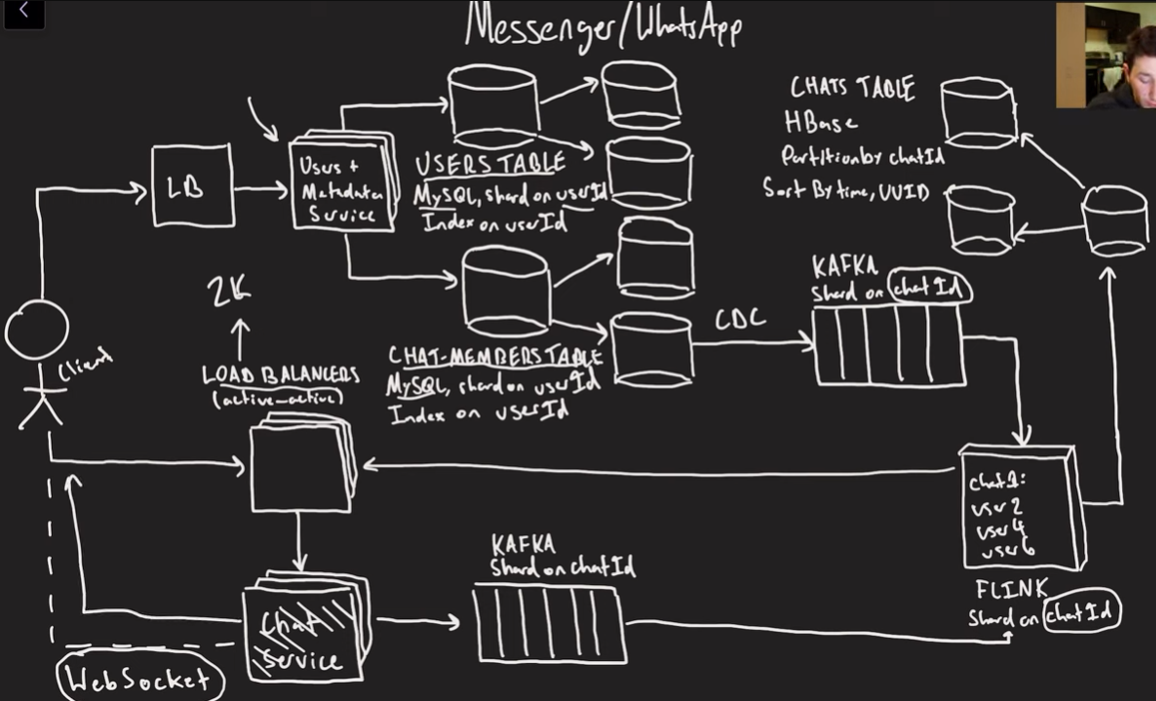 Messenger/WhatsApp
LB
Users +
Metadata
Service
USERS TABLE
MySQL, shard on userId
Index on userId
CHATS TABLE
HBase
Partition by chatId
Sort By time, UUID
KAFKA
Shard on chatId
CDC
Client
2K
LOAD BALANCERS
(active-active)
CHAT-MEMBERS TABLE
MySQL, shard on userId
Index on userId
chat1:
user2
user4
user6
FLINK
Shard on chatId
KAFKA
Shard on chatId
Chat
Service
WebSocket